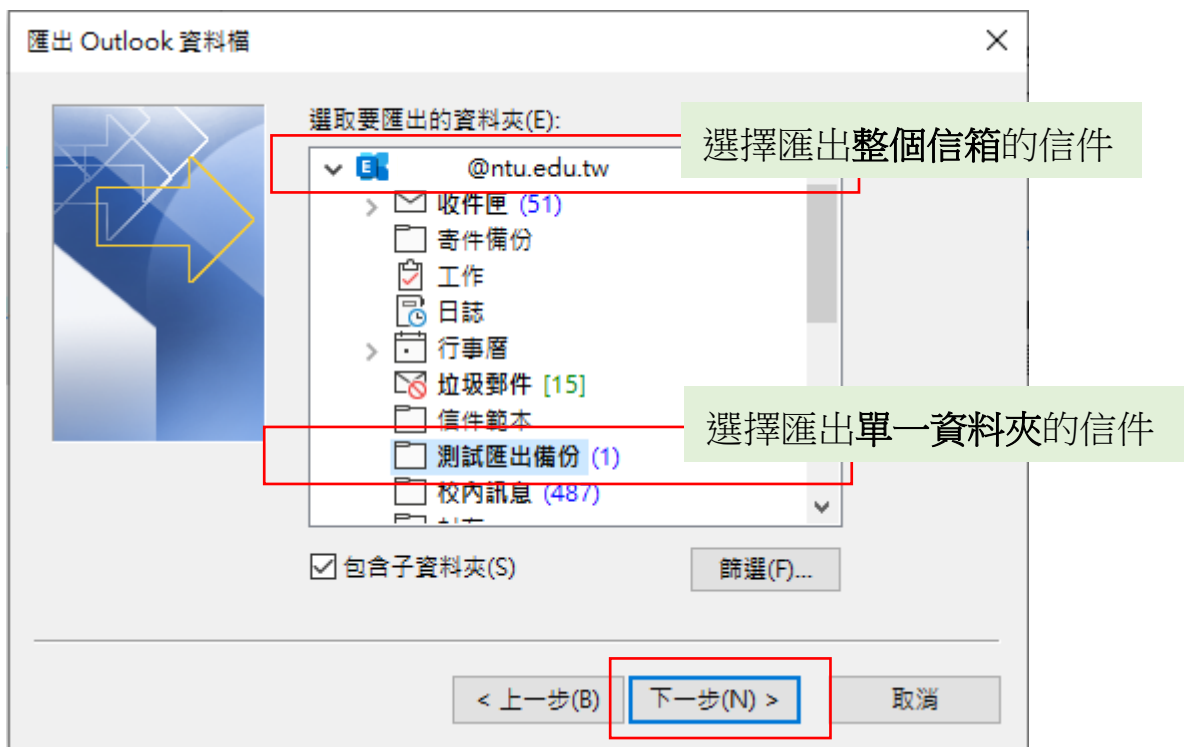 匯出 Outlook 資料檔
選取要匯出的資料夾(E):
選擇匯出整個信箱的信件
@ntu.edu.tw
收件匣 (51)
寄件備份
工作
日誌
行事曆
垃圾郵件 [15]
信件範本
選擇匯出單一資料夾的信件
測試匯出備份 (1)
校內訊息 (487)
包含子資料夾(S)
篩選(F)...
< 上一步(B)
下一步(N) >
取消